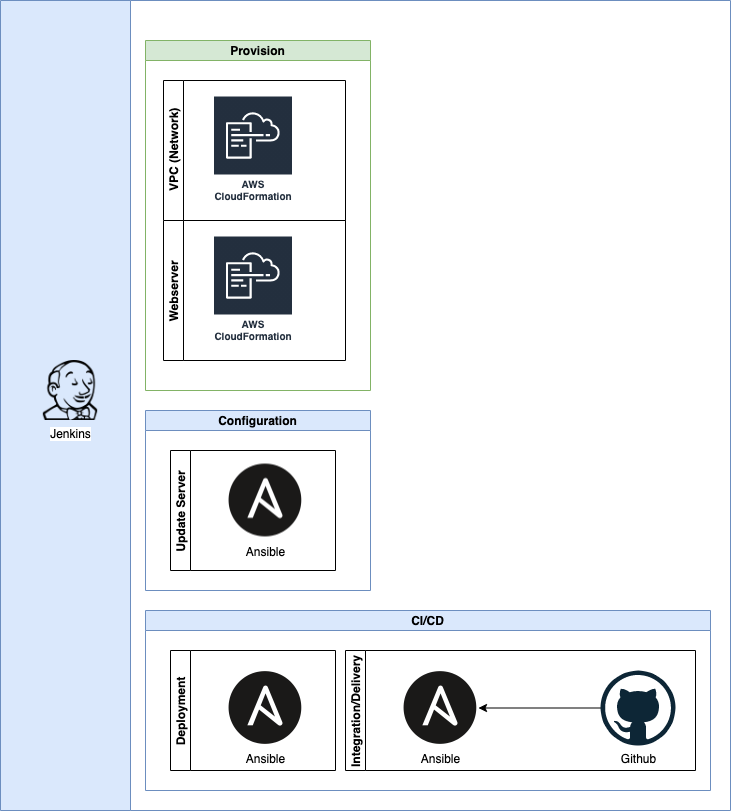 Provision
VPC (Network)
AWS
CloudFormation
Webserver
AWS
CloudFormation
Jenkins
Configuration
Update Server
Ansible
CI/CD
Deployment
Ansible
Integration/Delivery
Ansible
Github